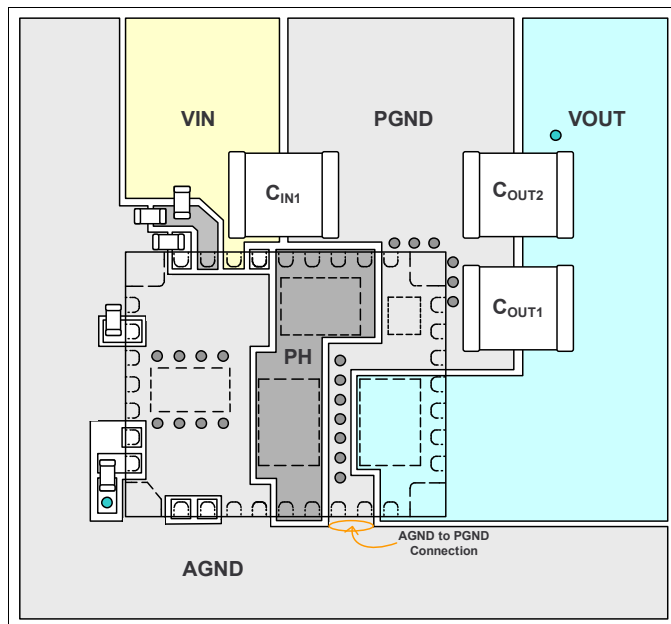 VIN
PGND
VOUT
CIN1
COUT2
COUT1
PH
AGND to PGND
Connection
AGND